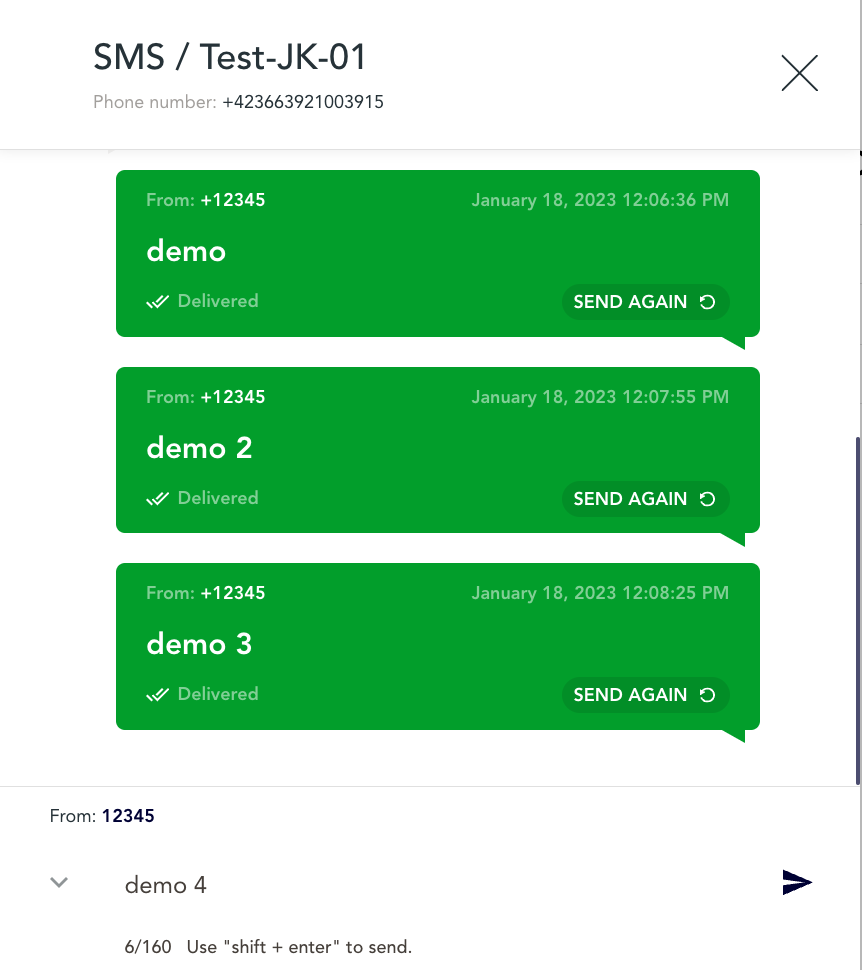 SMS / Test-JK-01
Phone number: +423663921003915
From: +12345 January 18, 2023 12:06:36 PM
demo
Delivered SEND AGAIN
From: +12345 January 18, 2023 12:07:55 PM
demo 2
Delivered SEND AGAIN
From: +12345 January 18, 2023 12:08:25 PM
demo 3
Delivered SEND AGAIN
From: 12345
demo 4
6/160 Use "shift + enter" to send.